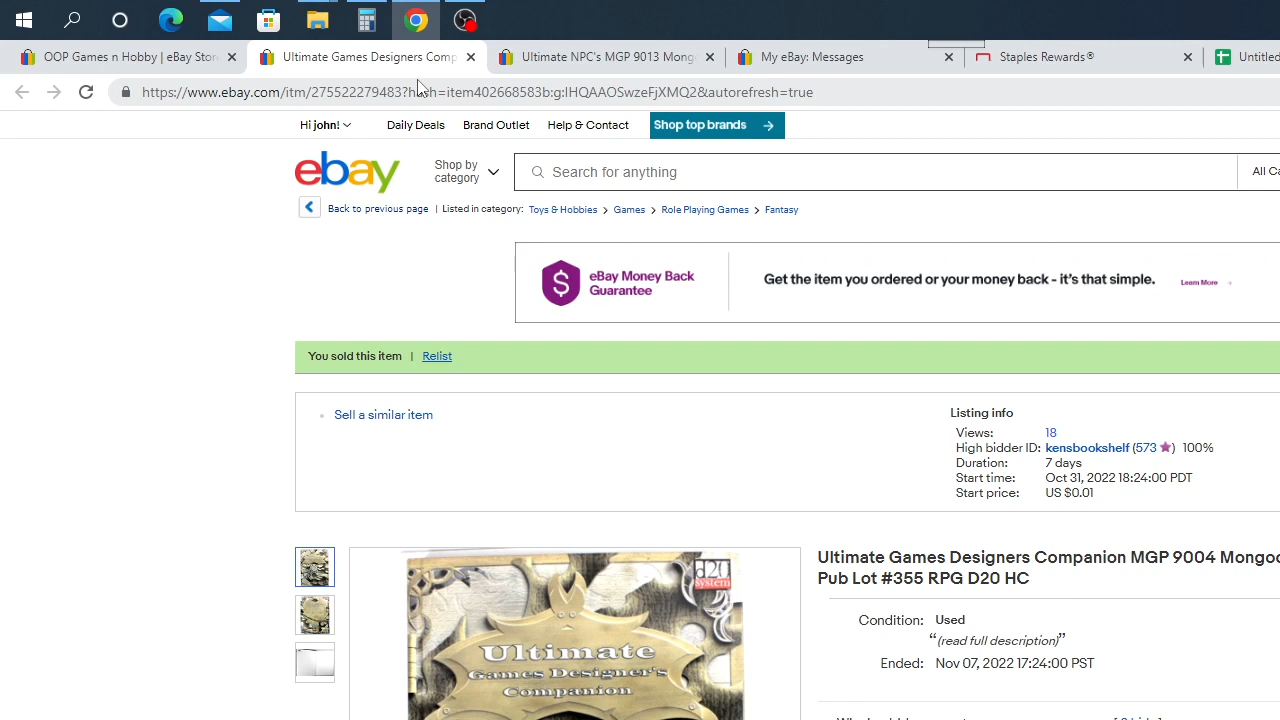 OOP Games n Hobby | eBay Stor
Ultimate Games Designers Comp
Ultimate NPC's MGP 9013 Mong
My eBay: Messages
Staples Rewards®
Untitled
https://www.ebay.com/itm/275522279483?hash=item402668583b:g:lHQAAOSwzeFjXMQ2&autorefresh=true
Hi john!
Daily Deals
Brand Outlet
Help & Contact
Shop top brands
ebay
Shop by
category
Search for anything
All Ca
Back to previous page | Listed in category: Toys & Hobbies > Games > Role Playing Games > Fantasy
$
eBay Money Back
Guarantee
Get the item you ordered or your money back - it's that simple.
Learn More
You sold this item | Relist
Sell a similar item
Listing info
Views: 18
High bidder ID: kensbookshelf (573 ) 100%
Duration: 7 days
Start time: Oct 31, 2022 18:24:00 PDT
Start price: US $0.01
d20
system
Ultimate
Games Designer's
Companion
Ultimate Games Designers Companion MGP 9004 Mongoo
Pub Lot #355 RPG D20 HC
Condition: Used
“(read full description)”
Ended: Nov 07, 2022 17:24:00 PST